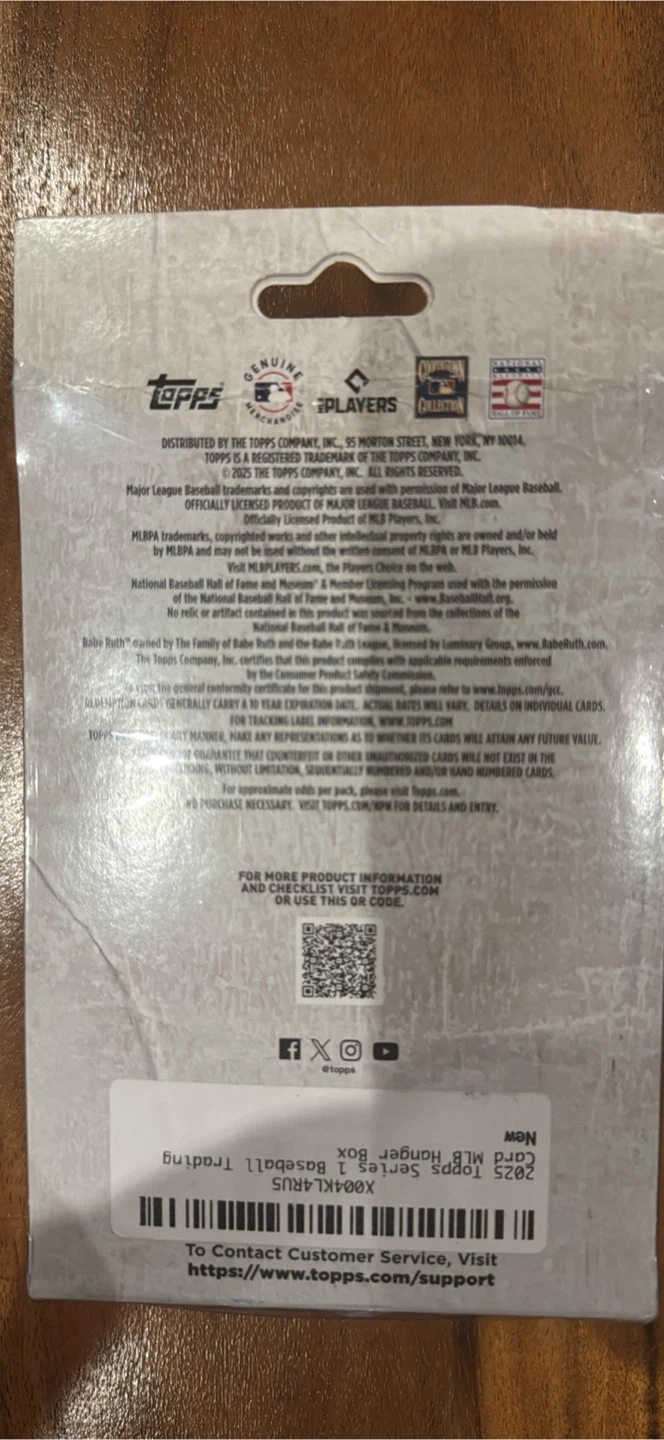 Topps
GENUINE
MERCHANDISE
MLB PLAYERS
COOPERSTOWN
COLLECTION
NATIONAL
BASEBALL
HALL OF FAME
DISTRIBUTED BY THE TOPPS COMPANY, INC., 95 MORTON STREET, NEW YORK, NY 10014.
TOPPS IS A REGISTERED TRADEMARK OF THE TOPPS COMPANY, INC.
© 2025 THE TOPPS COMPANY, INC. ALL RIGHTS RESERVED.
Major League Baseball trademarks and copyrights are used with permission of Major League Baseball.
OFFICIALLY LICENSED PRODUCT OF MAJOR LEAGUE BASEBALL. Visit MLB.com.
Officially Licensed Product of MLB Players, Inc.
MLBPA trademarks, copyrighted works and other intellectual property rights are owned and/or held
by MLBPA and may not be used without the written consent of MLBPA or MLB Players, Inc.
Visit MLBPLAYERS.com, the Players Choice on the web.
National Baseball Hall of Fame and Museum® & Member Licensing Program used with the permission
of the National Baseball Hall of Fame and Museum, Inc. - www.BaseballHall.org.
No relic or artifact contained in this product was sourced from the collections of the
National Baseball Hall of Fame & Museum.
Babe Ruth™ owned by The Family of Babe Ruth and the Babe Ruth League, licensed by Luminary Group, www.BabeRuth.com.
The Topps Company, Inc. certifies that this product complies with applicable requirements enforced
by the Consumer Product Safety Commission.
To view the general conformity certificate for this product shipment, please refer to www.topps.com/gcc.
REDEMPTION CARDS GENERALLY CARRY A 10 YEAR EXPIRATION DATE. ACTUAL DATES WILL VARY. DETAILS ON INDIVIDUAL CARDS.
FOR TRACKING LABEL INFORMATION, WWW.TOPPS.COM
TOPPS ANY MANNER, MAKE ANY REPRESENTATIONS AS TO WHETHER ITS CARDS WILL ATTAIN ANY FUTURE VALUE.
NOT GUARANTEE THAT COUNTERFEIT OR OTHER UNAUTHORIZED CARDS WILL NOT EXIST IN THE
WITHOUT LIMITATION, SEQUENTIALLY NUMBERED AND/OR HAND NUMBERED CARDS.
For approximate odds per pack, please visit Topps.com.
NO PURCHASE NECESSARY. VISIT TOPPS.COM/NPN FOR DETAILS AND ENTRY.
FOR MORE PRODUCT INFORMATION
AND CHECKLIST VISIT TOPPS.COM
OR USE THIS QR CODE.
@topps
X004KL4RU5
2025 Topps Series 1 Baseball Trading
Card MLB Hanger Box
New
To Contact Customer Service, Visit
https://www.topps.com/support